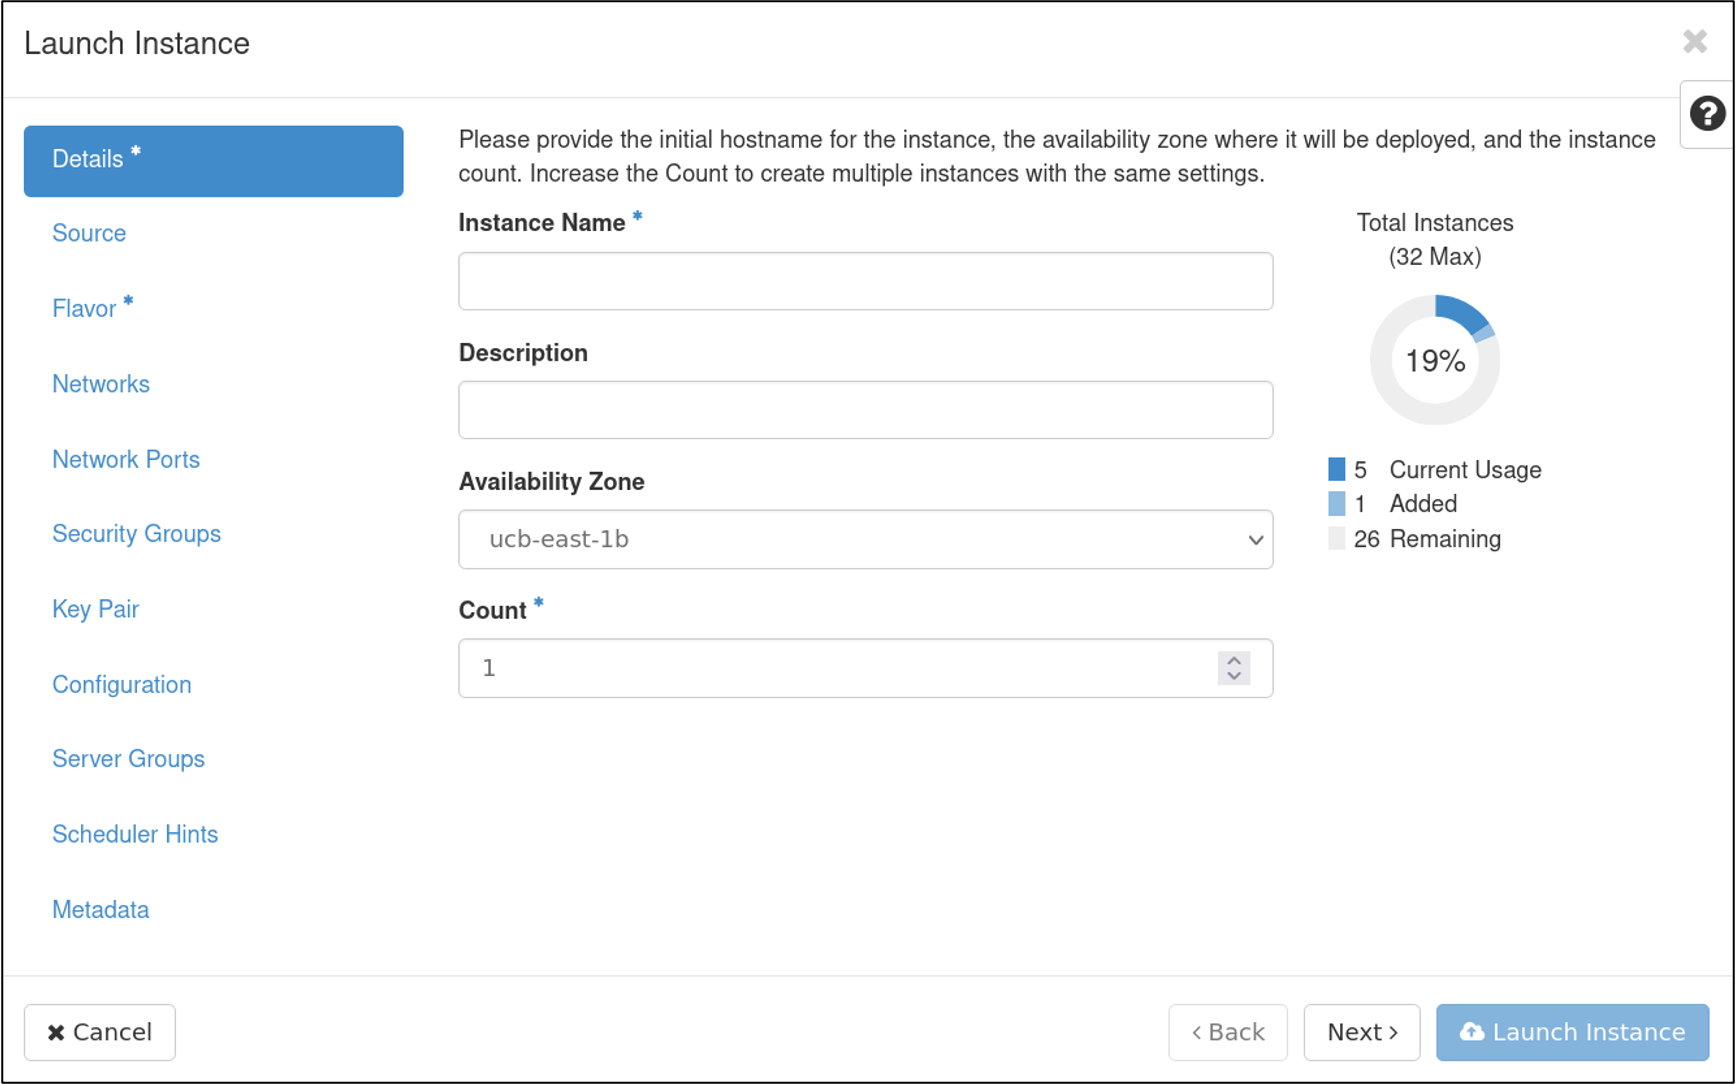 Launch Instance
Details *
Source
Flavor *
Networks
Network Ports
Security Groups
Key Pair
Configuration
Server Groups
Scheduler Hints
Metadata
Please provide the initial hostname for the instance, the availability zone where it will be deployed, and the instance
count. Increase the Count to create multiple instances with the same settings.
Instance Name *
Description
Availability Zone
ucb-east-1b
Count *
1
Total Instances
(32 Max)
19%
5 Current Usage
1 Added
26 Remaining
Cancel
Back
Next
Launch Instance